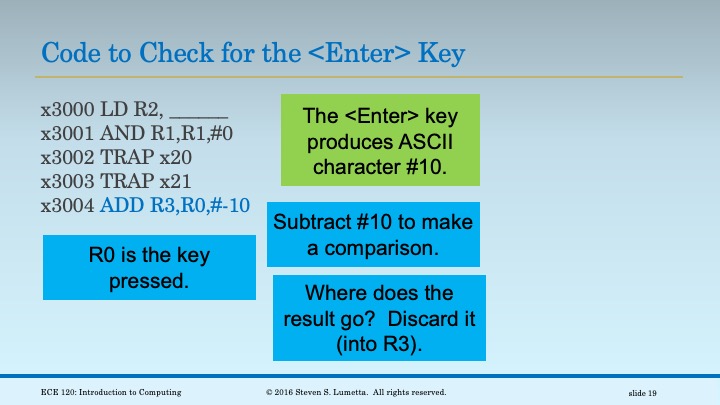 Code to Check for the <Enter> Key
x3000 LD R2, ______
x3001 AND R1,R1,#0
x3002 TRAP x20
x3003 TRAP x21
x3004 ADD R3,R0,#-10
The <Enter> key
produces ASCII
character #10.
Subtract #10 to make
a comparison.
R0 is the key
pressed.
Where does the
result go?  Discard it
(into R3).
ECE 120: Introduction to Computing
© 2016 Steven S. Lumetta.  All rights reserved.
slide 19